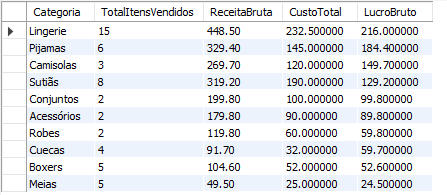 Categoria TotalItensVendidos ReceitaBruta CustoTotal LucroBruto
Lingerie 15 448.50 232.500000 216.000000
Pijamas 6 329.40 145.000000 184.400000
Camisolas 3 269.70 120.000000 149.700000
Sutiãs 8 319.20 190.000000 129.200000
Conjuntos 2 199.80 100.000000 99.800000
Acessórios 2 179.80 90.000000 89.800000
Robes 2 119.80 60.000000 59.800000
Cuecas 4 91.70 32.000000 59.700000
Boxers 5 104.60 52.000000 52.600000
Meias 5 49.50 25.000000 24.500000